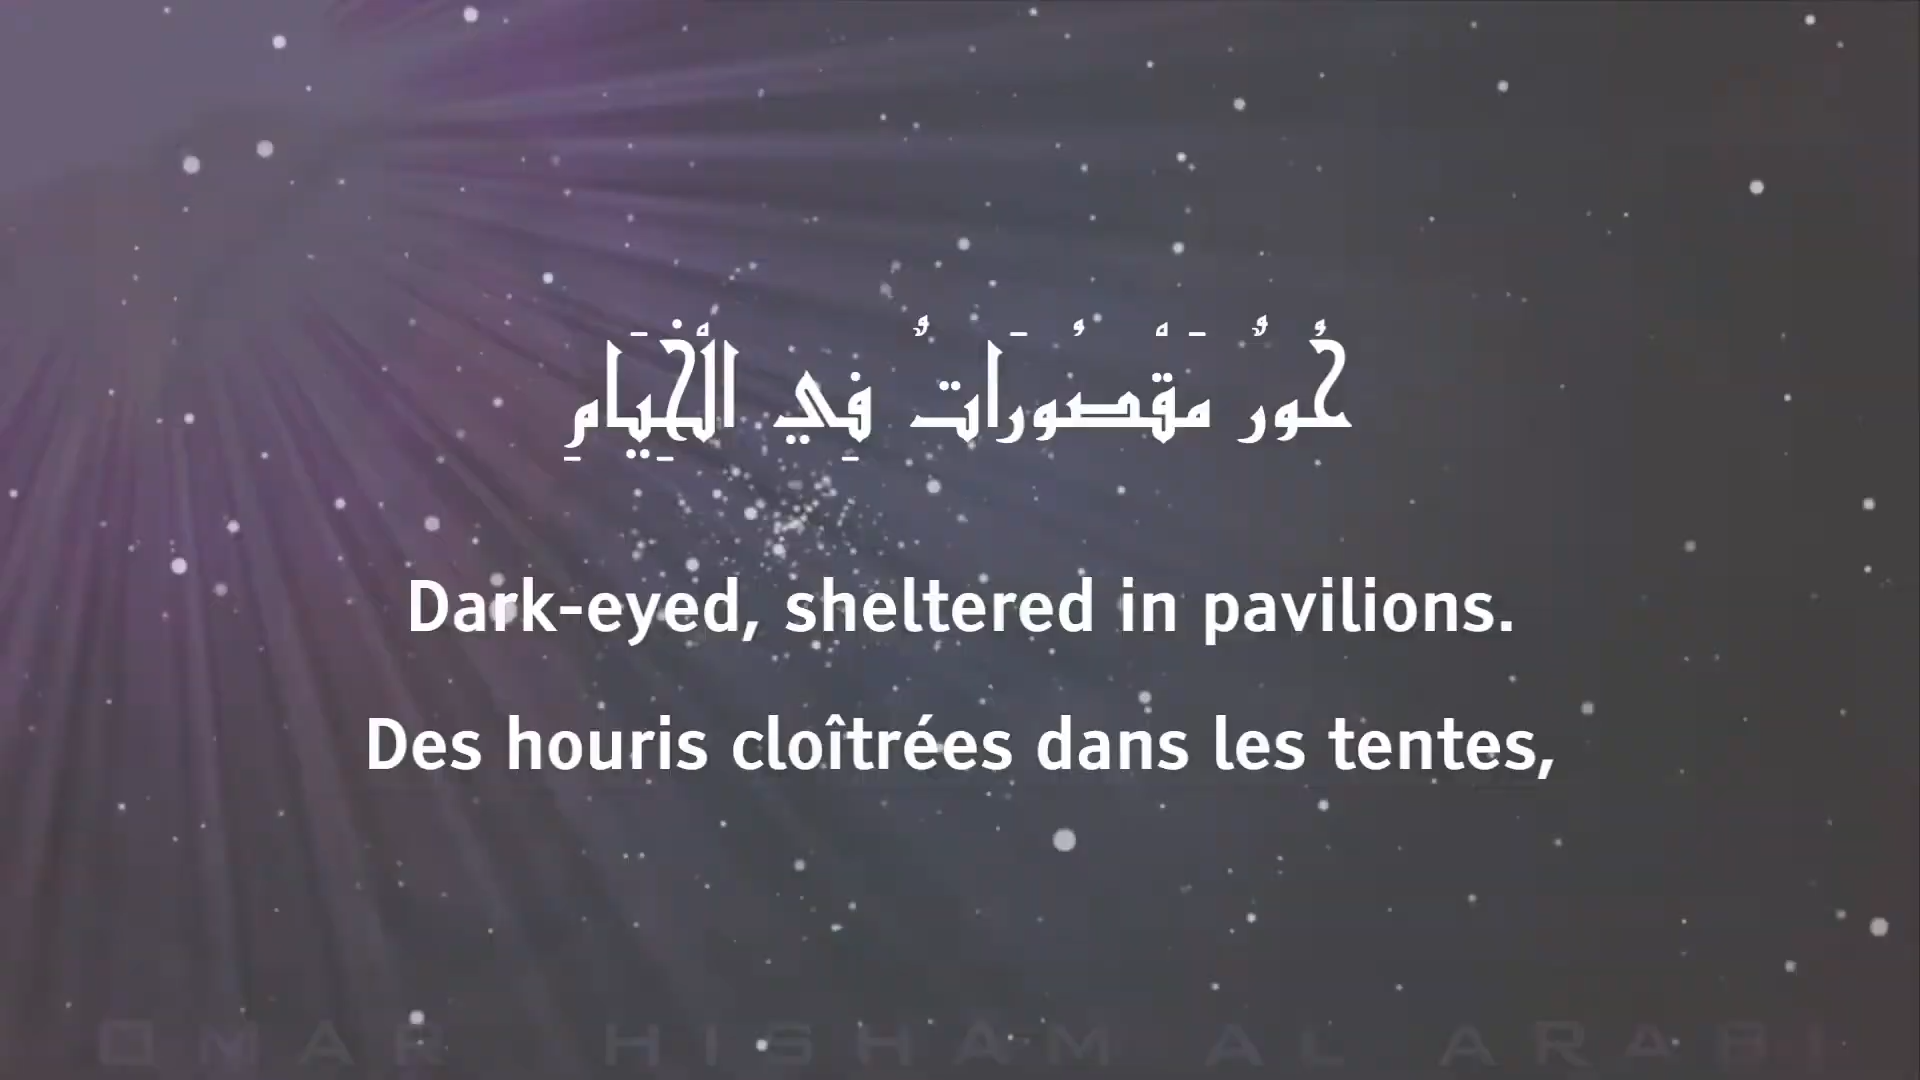 حُورٌ مَقْصُورَاتٌ فِي الْخِيَامِ
Dark-eyed, sheltered in pavilions.
Des houris cloîtrées dans les tentes,
OMAR HISHAM AL ARABI